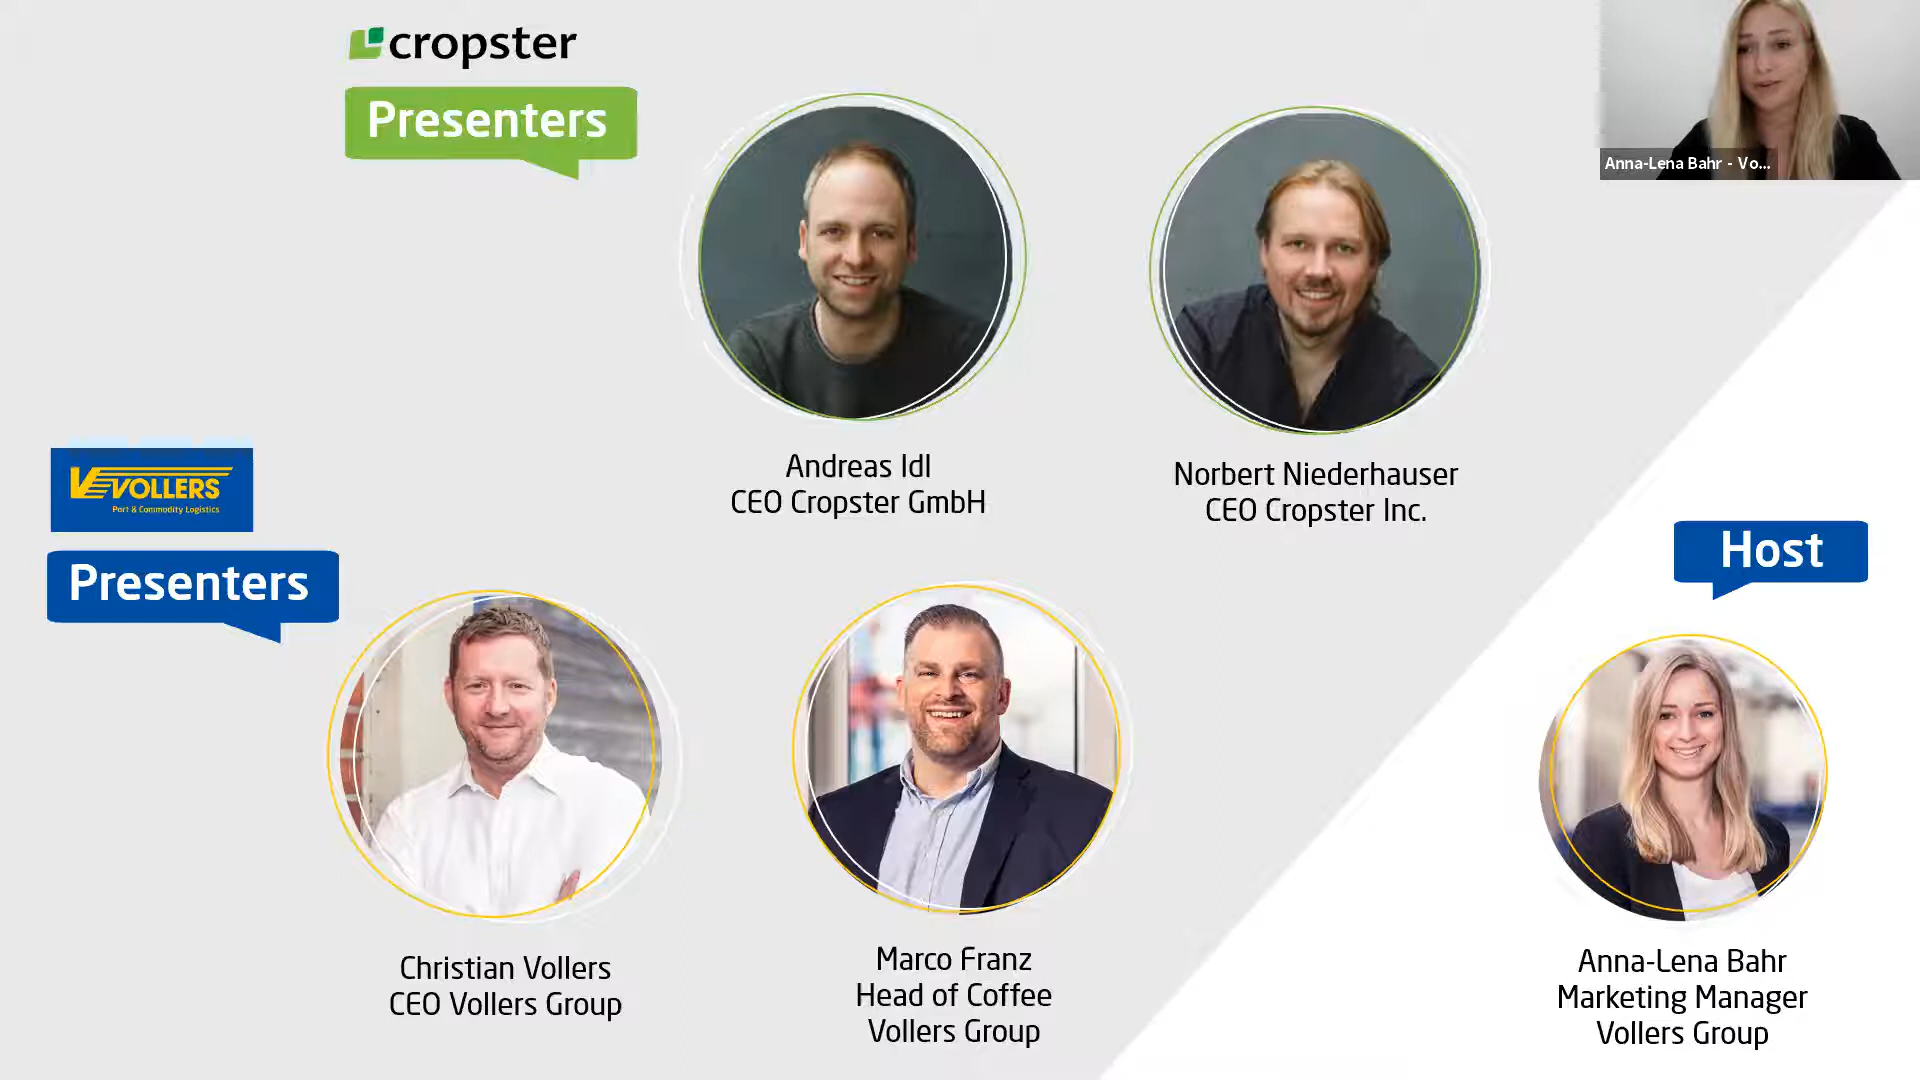 cropster
Presenters
Anna-Lena Bahr - Vo...
Andreas Idl
CEO Cropster GmbH
Norbert Niederhauser
CEO Cropster Inc.
VOLLERS
Port & Commodity Logistics
Presenters
Host
Christian Vollers
CEO Vollers Group
Marco Franz
Head of Coffee
Vollers Group
Anna-Lena Bahr
Marketing Manager
Vollers Group